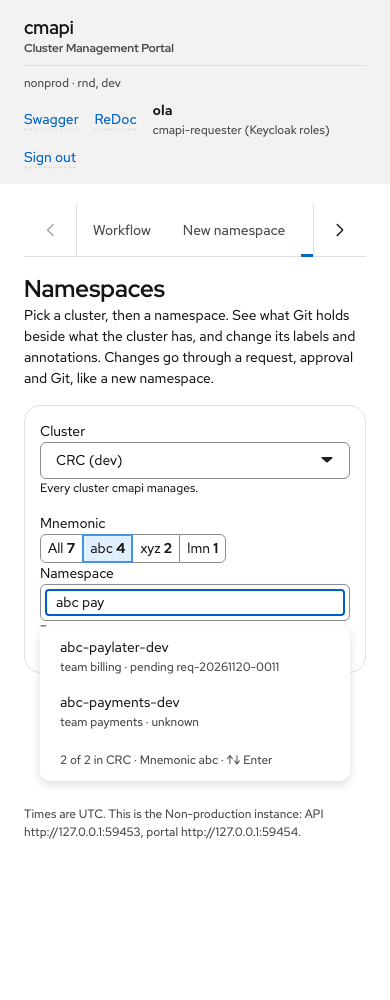 cmapi
Cluster Management Portal
nonprod · rnd, dev
Swagger
ReDoc
ola
cmapi-requester (Keycloak roles)
Sign out
Workflow
New namespace
Namespaces
Pick a cluster, then a namespace. See what Git holds
beside what the cluster has, and change its labels and
annotations. Changes go through a request, approval
and Git, like a new namespace.
Cluster
CRC (dev)
Every cluster cmapi manages.
Mnemonic
All 7
abc 4
xyz 2
lmn 1
Namespace
abc pay
abc-paylater-dev
team billing · pending req-20261120-0011
abc-payments-dev
team payments · unknown
2 of 2 in CRC · Mnemonic abc · ↑↓ Enter
Times are UTC. This is the Non-production instance: API
http://127.0.0.1:59453, portal http://127.0.0.1:59454.